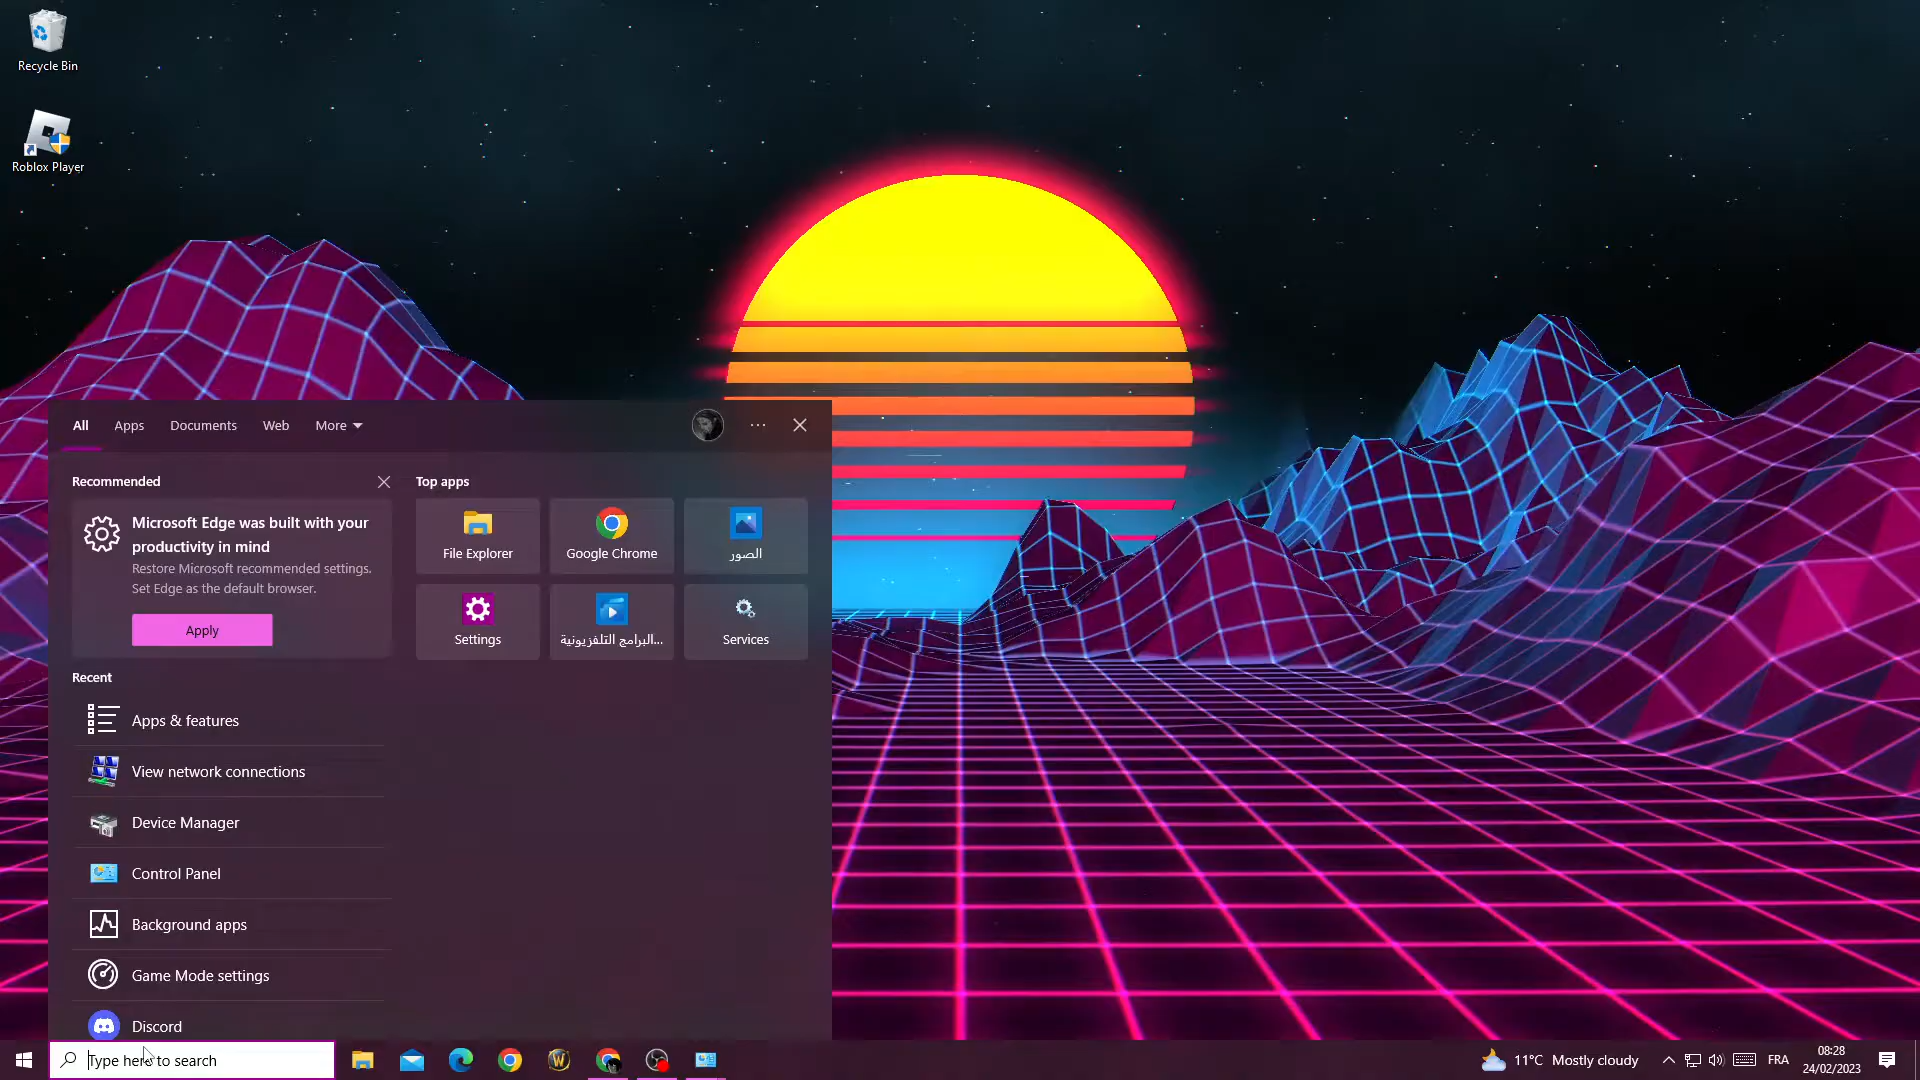 Recycle Bin
Roblox Player
All
Apps
Documents
Web
More
Recommended
Microsoft Edge was built with your
productivity in mind
Restore Microsoft recommended settings.
Set Edge as the default browser.
Apply
Top apps
File Explorer
Google Chrome
الصور
Settings
البرامج التلفزيونية...
Services
Recent
Apps & features
View network connections
Device Manager
Control Panel
Background apps
Game Mode settings
Discord
Type here to search
11°C Mostly cloudy
FRA
08:28
24/02/2023